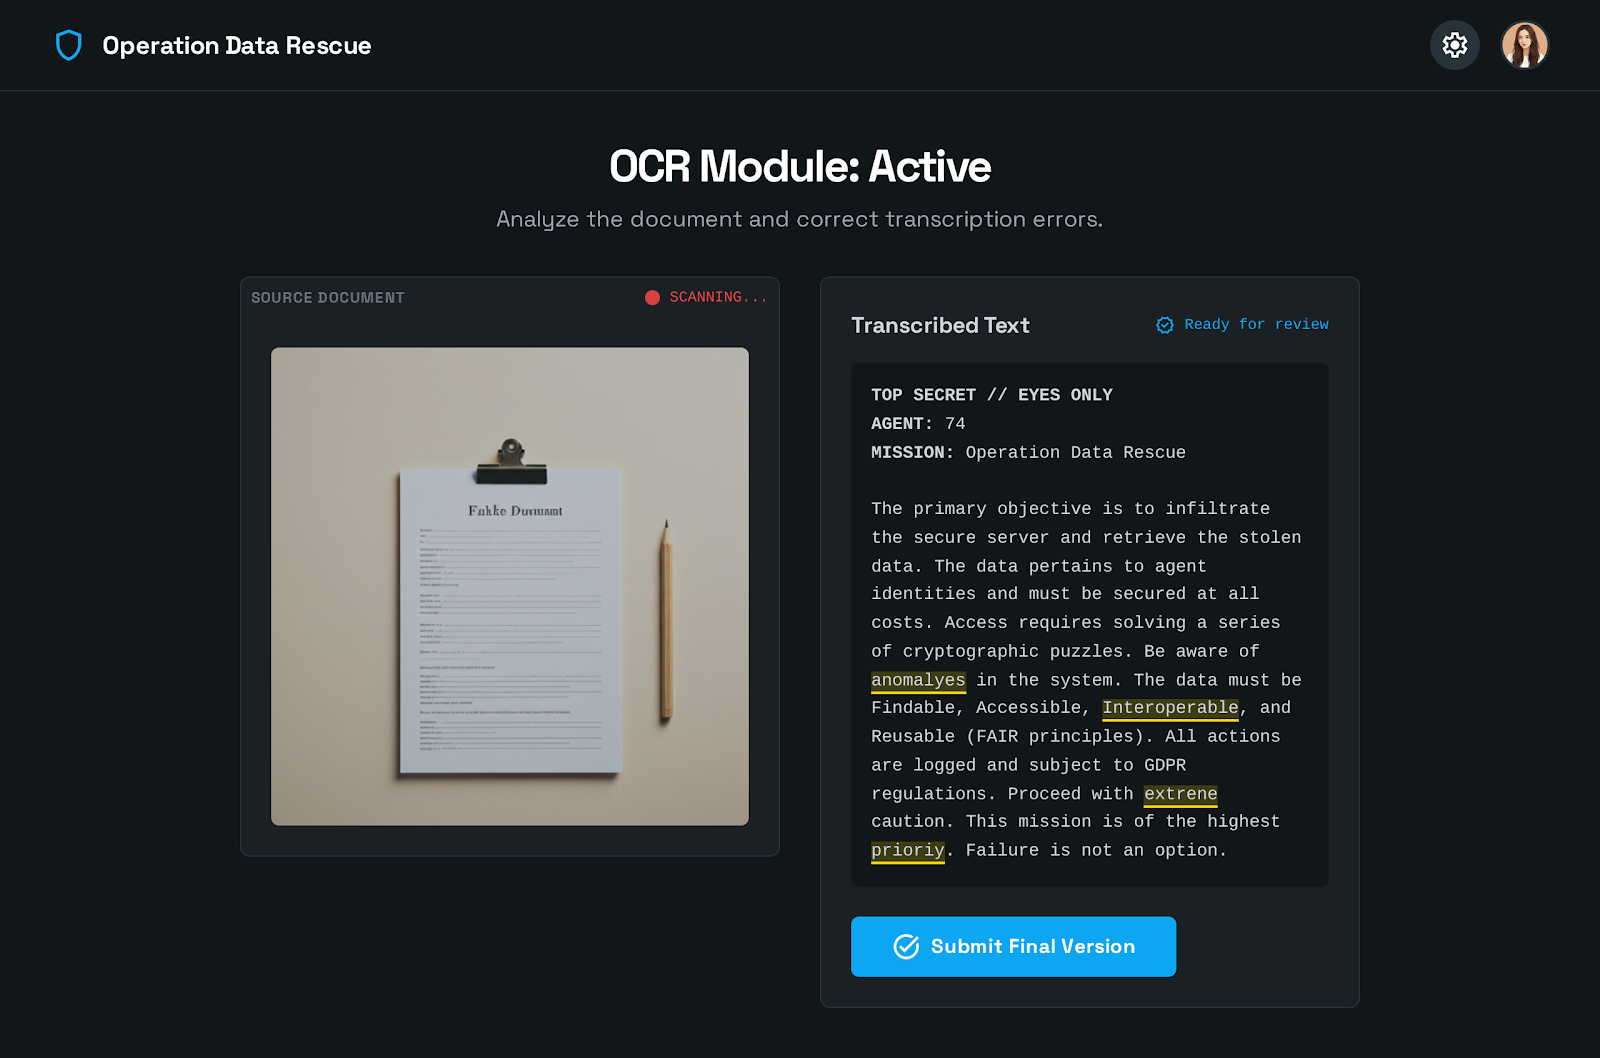 Operation Data Rescue
OCR Module: Active
Analyze the document and correct transcription errors.
SOURCE DOCUMENT
SCANNING...
Fakke Dumunt
Transcribed Text
Ready for review
TOP SECRET // EYES ONLY
AGENT: 74
MISSION: Operation Data Rescue
The primary objective is to infiltrate
the secure server and retrieve the stolen
data. The data pertains to agent
identities and must be secured at all
costs. Access requires solving a series
of cryptographic puzzles. Be aware of
anomalyes in the system. The data must be
Findable, Accessible, Interoperable, and
Reusable (FAIR principles). All actions
are logged and subject to GDPR
regulations. Proceed with extrene
caution. This mission is of the highest
prioriy. Failure is not an option.
Submit Final Version